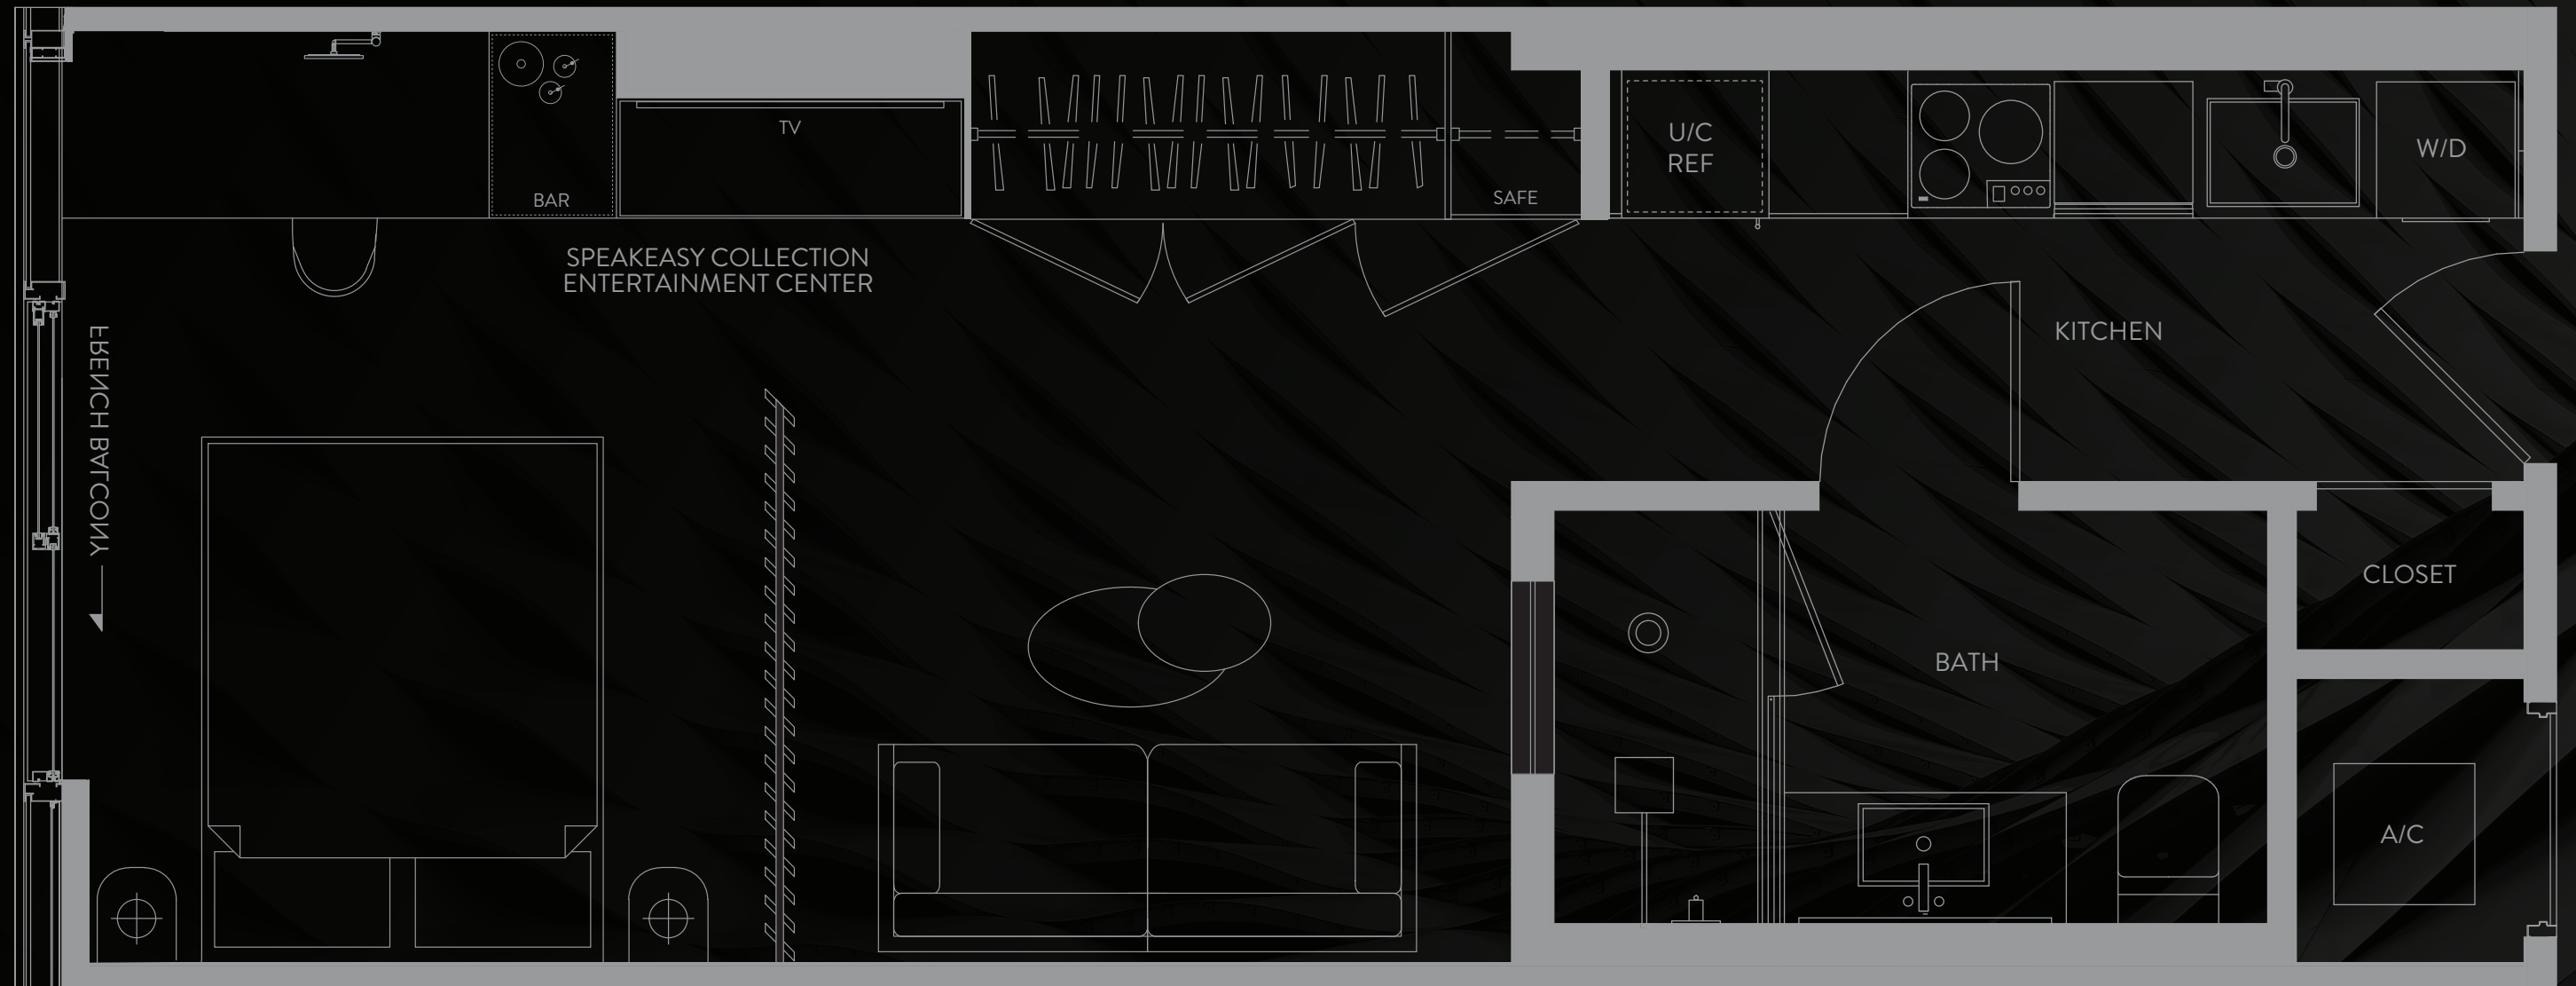 TV
BAR
SAFE
U/C
REF
W/D
SPEAKEASY COLLECTION
ENTERTAINMENT CENTER
KITCHEN
FRENCH BALCONY
CLOSET
BATH
A/C